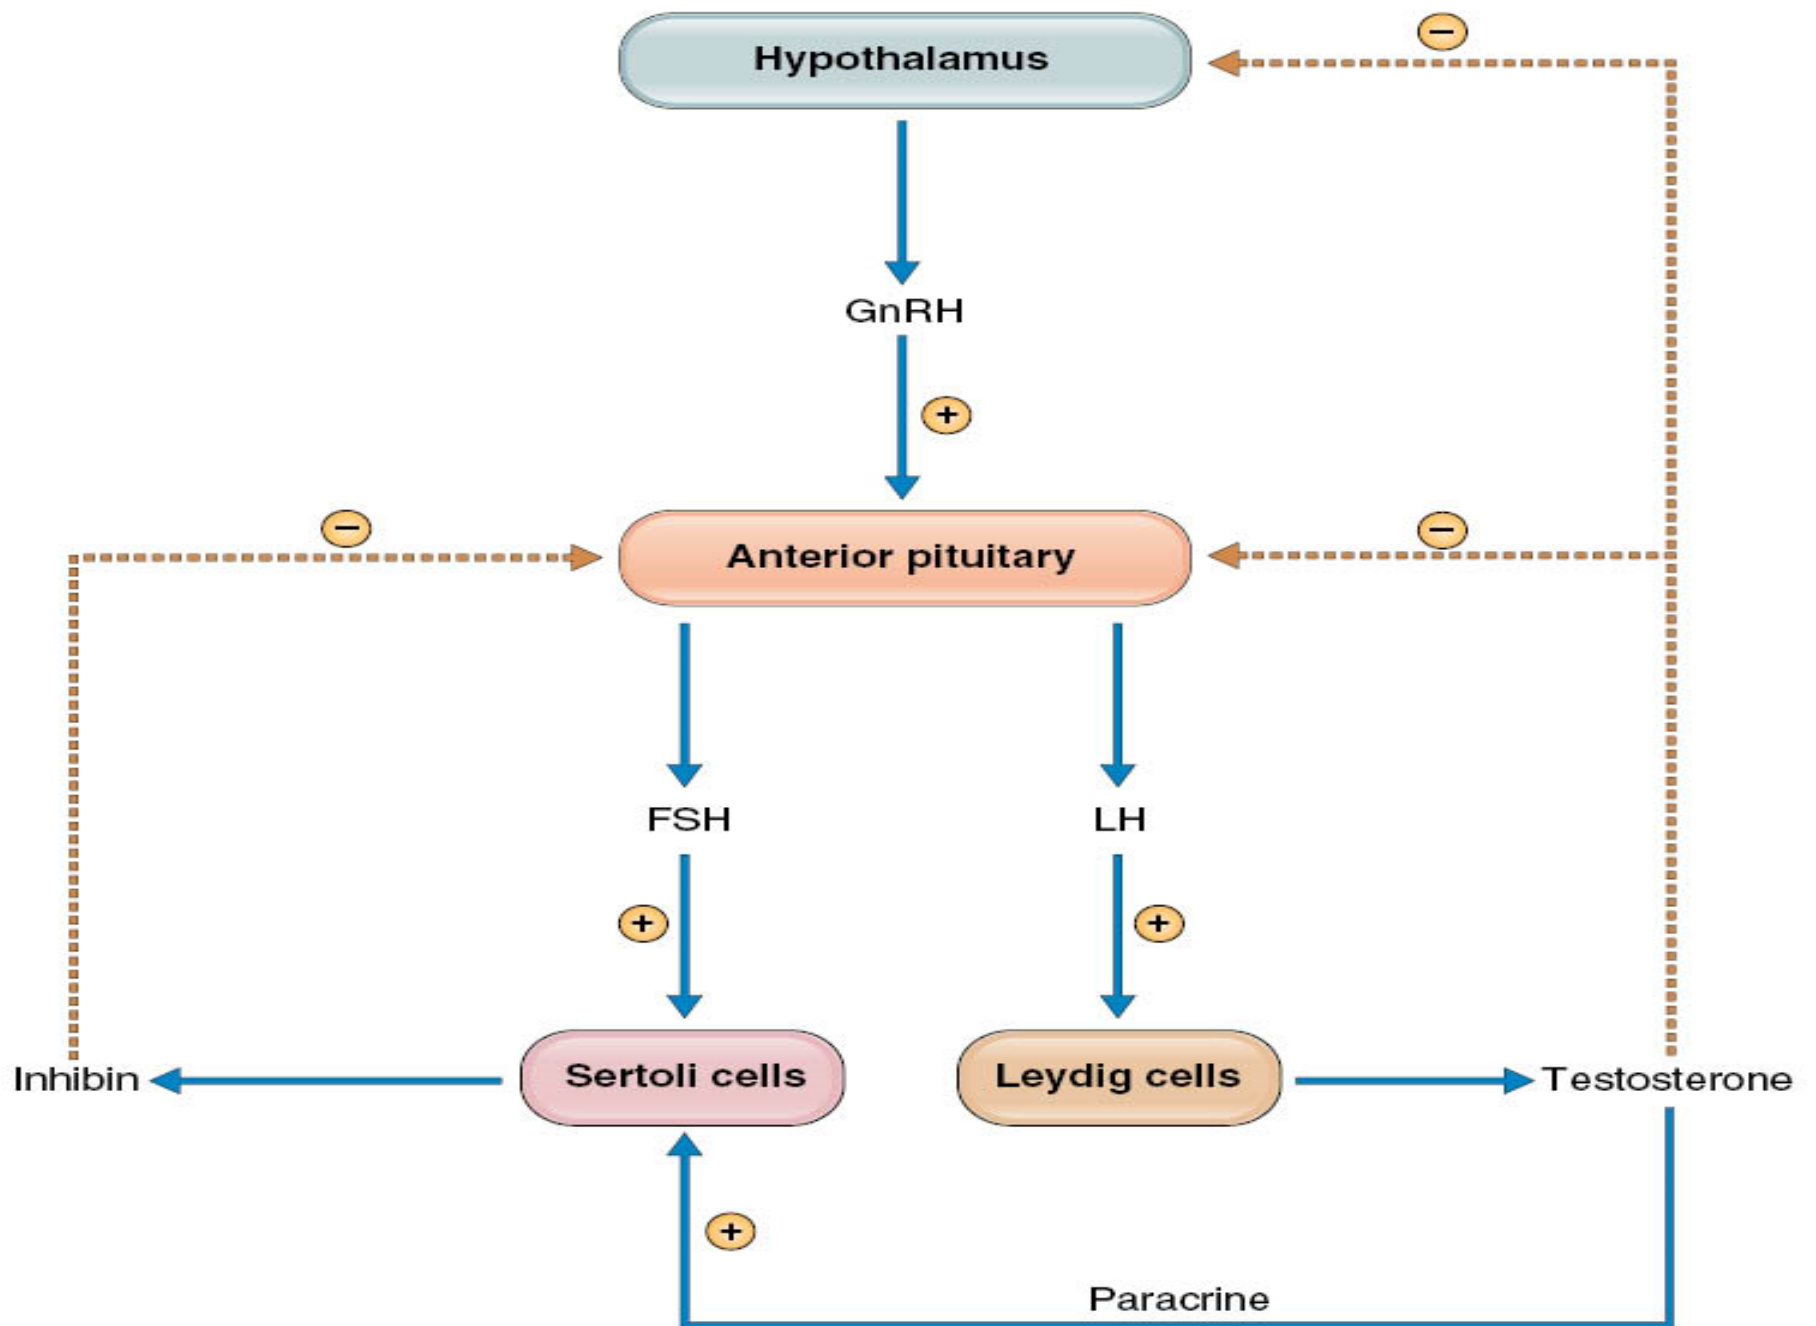 Hypothalamus
−
GnRH
+
−
−
Anterior pituitary
FSH
LH
+
+
Inhibin
Sertoli cells
Leydig cells
Testosterone
+
Paracrine